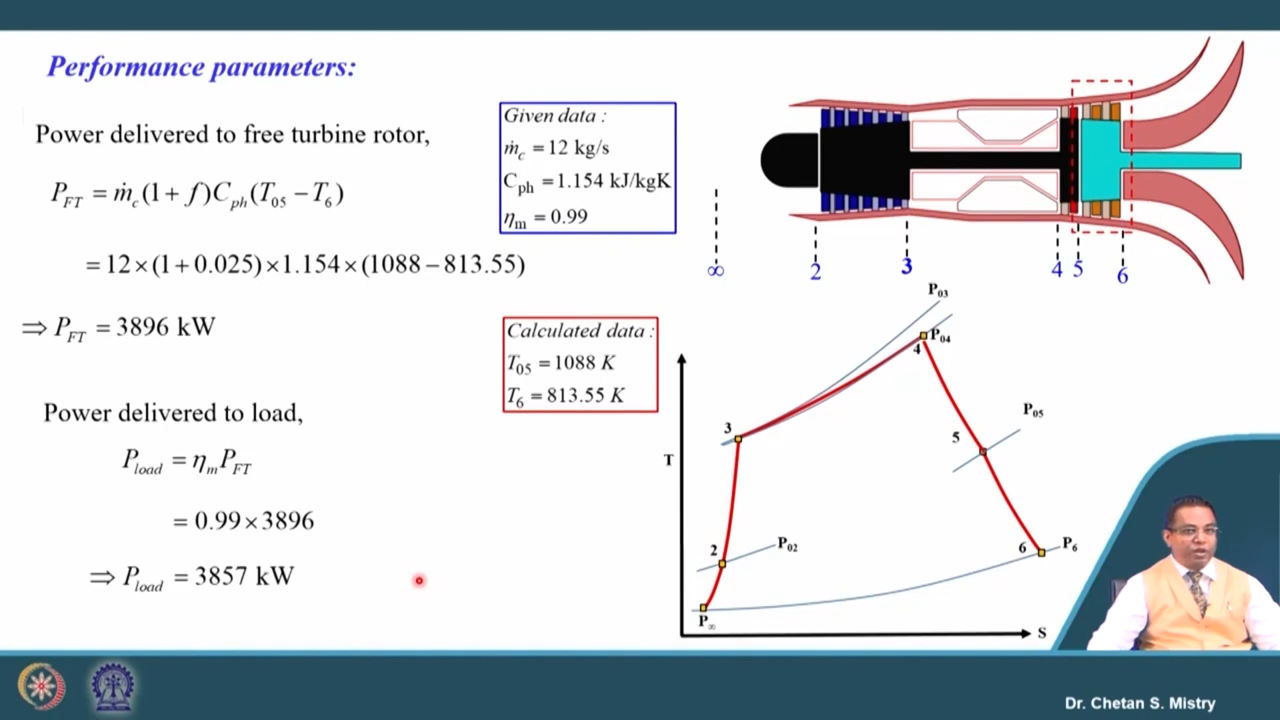 Performance parameters:
Power delivered to free turbine rotor,
P_FT = ṁ_c(1 + f)C_ph(T_05 − T_6)
= 12×(1+0.025)×1.154×(1088−813.55)
⇒ P_FT = 3896 kW
Power delivered to load,
P_load = η_m P_FT
= 0.99×3896
⇒ P_load = 3857 kW
Given data :
ṁ_c = 12 kg/s
C_ph = 1.154 kJ/kgK
η_m = 0.99
Calculated data :
T_05 = 1088 K
T_6 = 813.55 K
∞ 2 3 4 5 6
P_03
P_04
4
P_05
3
5
T
2
P_02
6
P_6
P_∞
S
Dr. Chetan S. Mistry